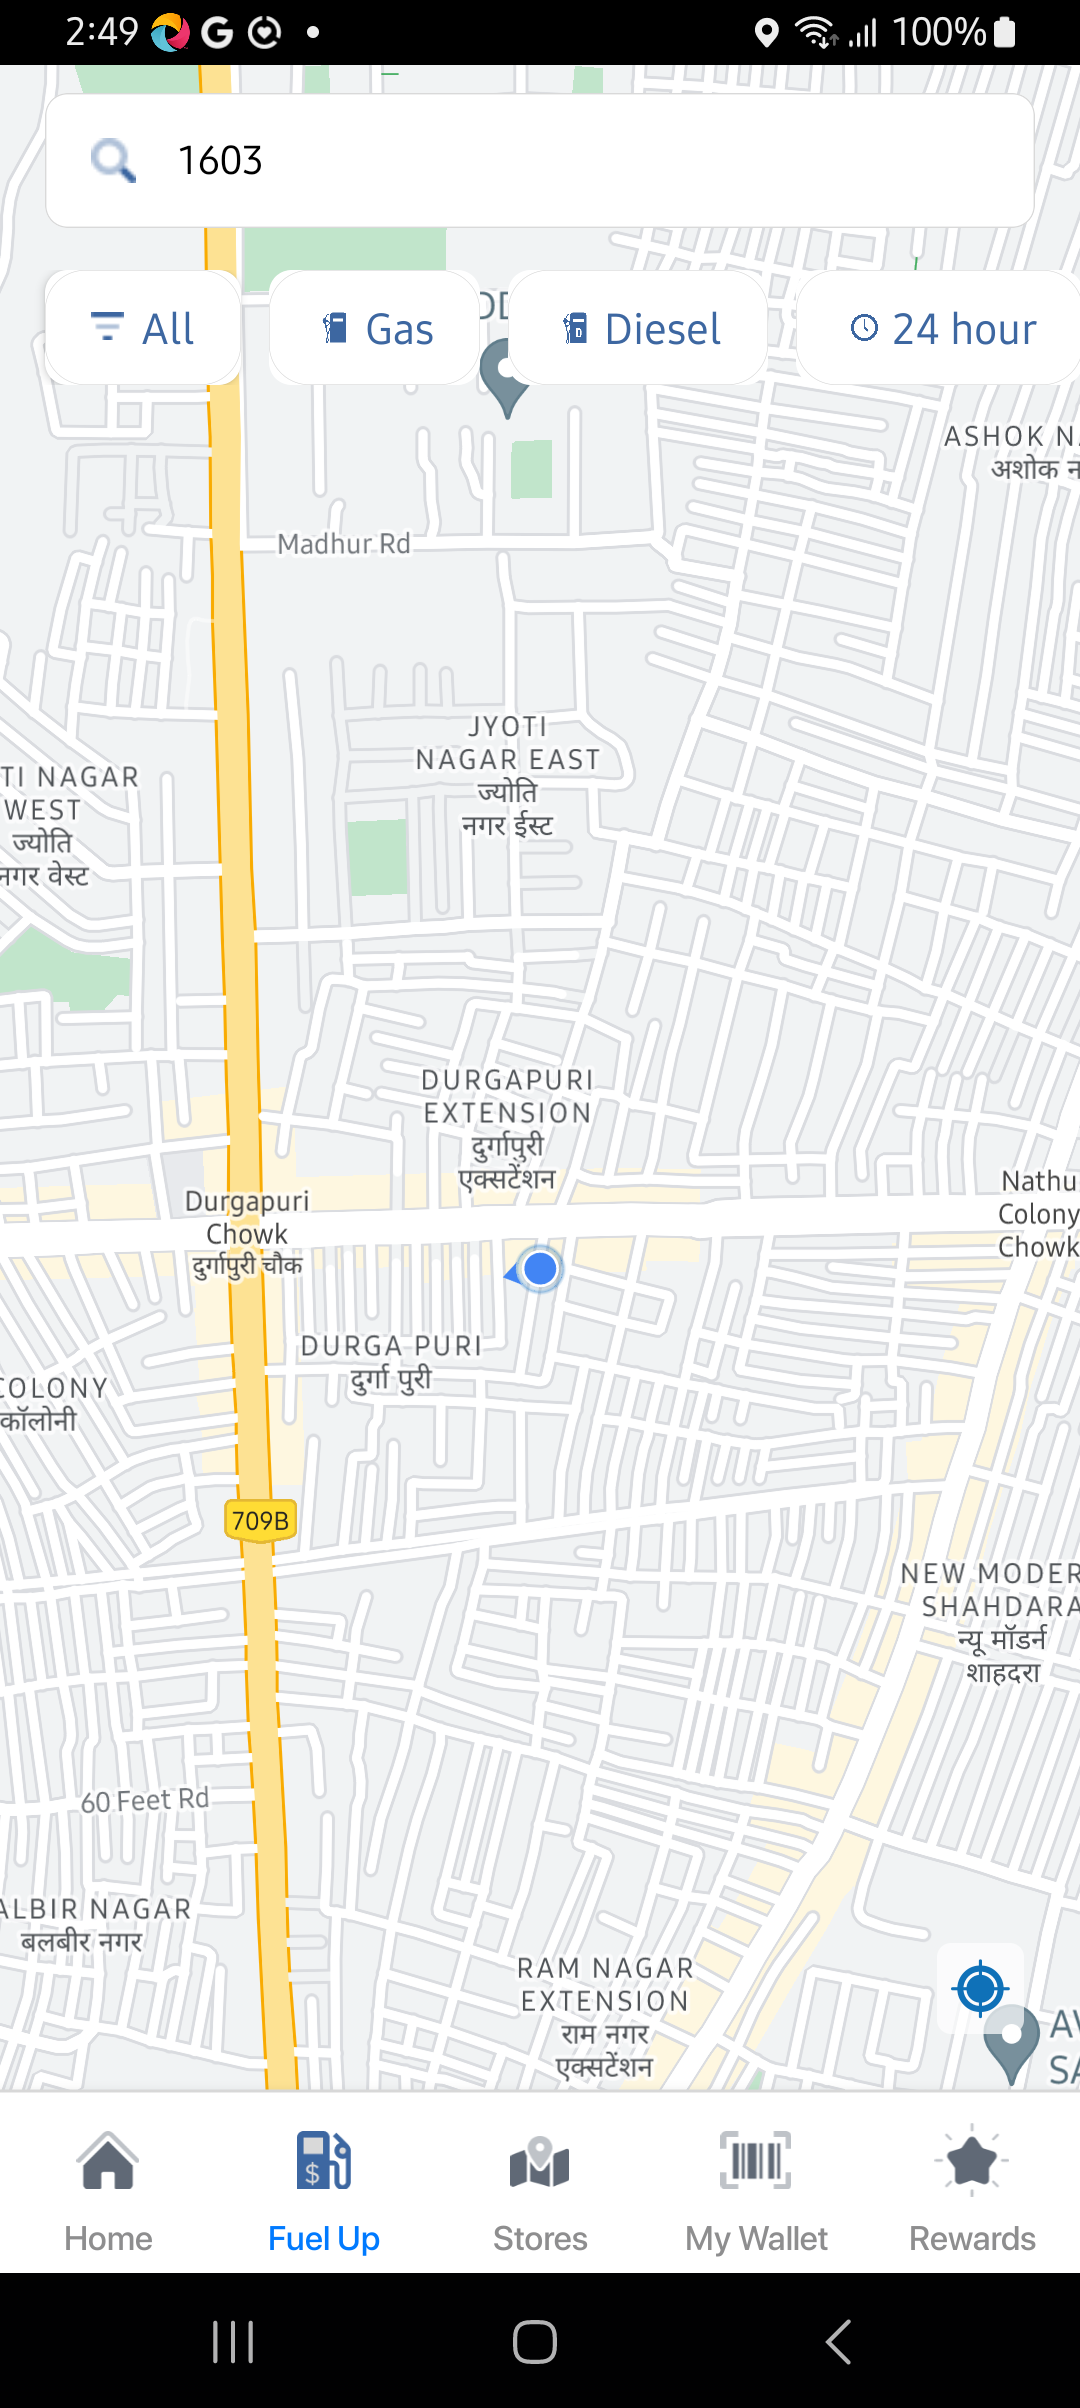 2:49
100%
1603
All
Gas
Diesel
24 hour
ASHOK N
अशोक न
Madhur Rd
JYOTI
NAGAR EAST
ज्योति
नगर ईस्ट
TI NAGAR
WEST
ज्योति
नगर वेस्ट
DURGAPURI
EXTENSION
दुर्गापुरी
एक्सटेंशन
Nathu
Colony
Chowk
Durgapuri
Chowk
दुर्गापुरी चौक
DURGA PURI
दुर्गा पुरी
COLONY
कॉलोनी
709B
NEW MODER
SHAHDARA
न्यू मॉडर्न
शाहदरा
60 Feet Rd
ALBIR NAGAR
बलबीर नगर
RAM NAGAR
EXTENSION
राम नगर
एक्सटेंशन
AV
SA
Home
Fuel Up
Stores
My Wallet
Rewards